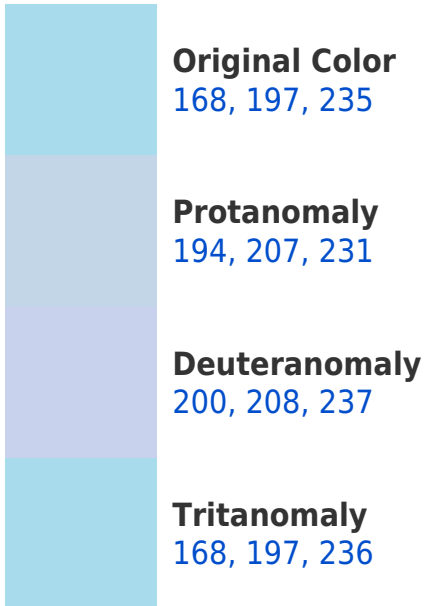 Original Color
168, 197, 235
Protanomaly
194, 207, 231
Deuteranomaly
200, 208, 237
Tritanomaly
168, 197, 236